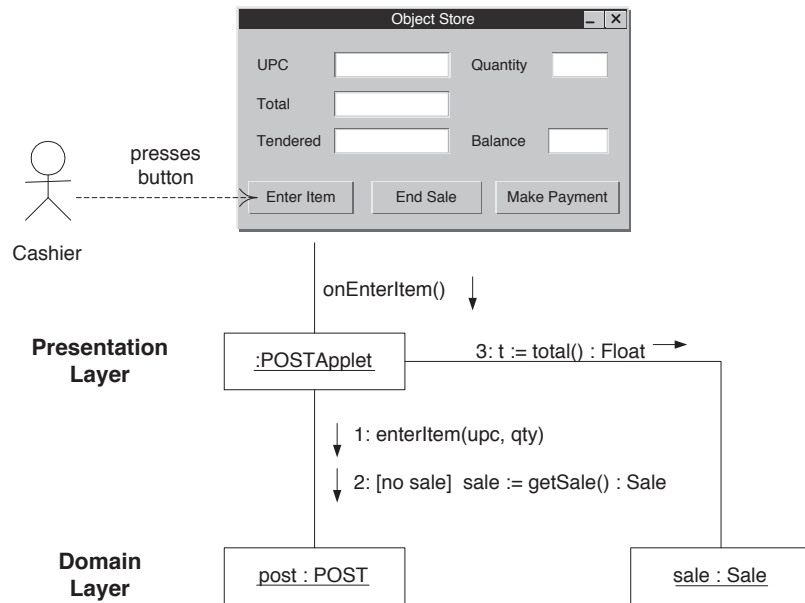 Object Store
UPC
Quantity
Total
Tendered
Balance
presses
button
Enter Item
End Sale
Make Payment
Cashier
onEnterItem()
Presentation
Layer
:POSTApplet
3: t := total() : Float
1: enterItem(upc, qty)
2: [no sale] sale := getSale() : Sale
Domain
Layer
post : POST
sale : Sale